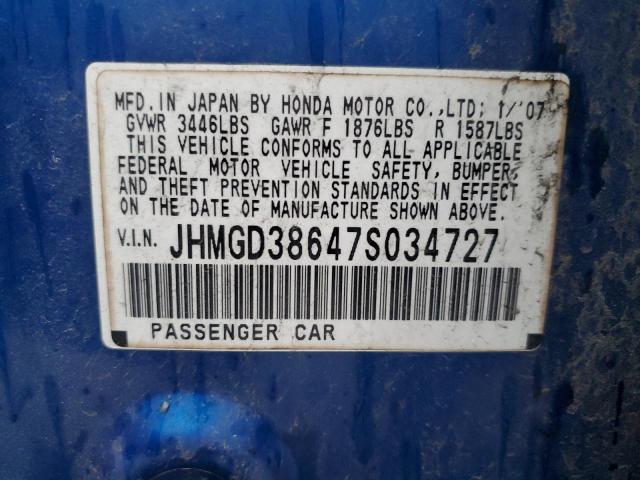 MFD.IN JAPAN BY HONDA MOTOR CO.,LTD; 1/'07
GVWR 3446LBS GAWR F 1876LBS R 1587LBS
THIS VEHICLE CONFORMS TO ALL APPLICABLE
FEDERAL MOTOR VEHICLE SAFETY, BUMPER,
AND THEFT PREVENTION STANDARDS IN EFFECT
ON THE DATE OF MANUFACTURE SHOWN ABOVE.
V.I.N. JHMGD38647S034727
PASSENGER CAR